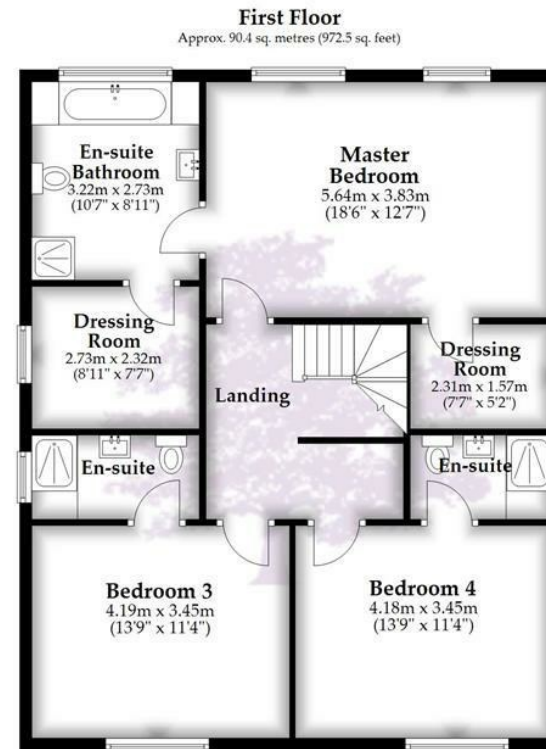 First Floor
Approx. 90.4 sq. metres (972.5 sq. feet)
En-suite
Bathroom
3.22m x 2.73m
(10'7" x 8'11")
Master
Bedroom
5.64m x 3.83m
(18'6" x 12'7")
Dressing
Room
2.73m x 2.32m
(8'11" x 7'7")
Landing
Dressing
Room
2.31m x 1.57m
(7'7" x 5'2")
En-suite
En-suite
Bedroom 3
4.19m x 3.45m
(13'9" x 11'4")
Bedroom 4
4.18m x 3.45m
(13'9" x 11'4")